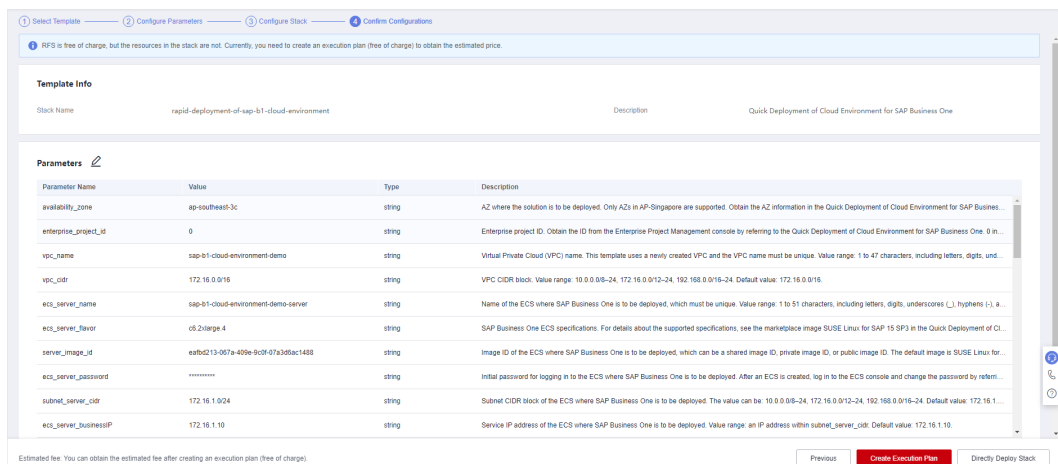 1 Select Template 2 Configure Parameters 3 Configure Stack 4 Confirm Configurations
RFS is free of charge, but the resources in the stack are not. Currently, you need to create an execution plan (free of charge) to obtain the estimated price.
Template Info
Stack Name rapid-deployment-of-sap-b1-cloud-environment Description Quick Deployment of Cloud Environment for SAP Business One
Parameters
Parameter Name Value Type Description
availability_zone ap-southeast-3c string AZ where the solution is to be deployed. Only AZs in AP-Singapore are supported. Obtain the AZ information in the Quick Deployment of Cloud Environment for SAP Busines...
enterprise_project_id 0 string Enterprise project ID. Obtain the ID from the Enterprise Project Management console by referring to the Quick Deployment of Cloud Environment for SAP Business One. 0 in...
vpc_name sap-b1-cloud-environment-demo string Virtual Private Cloud (VPC) name. This template uses a newly created VPC and the VPC name must be unique. Value range: 1 to 47 characters, including letters, digits, und...
vpc_cidr 172.16.0.0/16 string VPC CIDR block. Value range: 10.0.0.0/8–24, 172.16.0.0/12–24, 192.168.0.0/16–24. Default value: 172.16.0.0/16.
ecs_server_name sap-b1-cloud-environment-demo-server string Name of the ECS where SAP Business One is to be deployed, which must be unique. Value range: 1 to 51 characters, including letters, digits, underscores (_), hyphens (-), a...
ecs_server_flavor c6.2xlarge.4 string SAP Business One ECS specifications. For details about the supported specifications, see the marketplace image SUSE Linux for SAP 15 SP3 in the Quick Deployment of Cl...
server_image_id eafbd213-067a-409e-9c0f-07a3d6ac1488 string Image ID of the ECS where SAP Business One is to be deployed, which can be a shared image ID, private image ID, or public image ID. The default image is SUSE Linux for...
ecs_server_password ********** string Initial password for logging in to the ECS where SAP Business One is to be deployed. After an ECS is created, log in to the ECS console and change the password by referri...
subnet_server_cidr 172.16.1.0/24 string Subnet CIDR block of the ECS where SAP Business One is to be deployed. The value can be: 10.0.0.0/8–24, 172.16.0.0/12–24, 192.168.0.0/16–24. Default value: 172.16.1....
ecs_server_businessIP 172.16.1.10 string Service IP address of the ECS where SAP Business One is to be deployed. Value range: an IP address within subnet_server_cidr. Default value: 172.16.1.10.
Estimated fee: You can obtain the estimated fee after creating an execution plan (free of charge). Previous Create Execution Plan Directly Deploy Stack